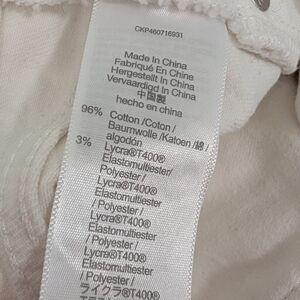 CKP460716931
Made In China
Fabriqué En Chine
Hergestellt In China
Vervaardigd in China
中国製
hecho en china
96% Cotton /Coton /
Baumwolle /Katoen /綿 /
algodón
3% Lycra®T400®
Elastomultiester
/ Polyester /
Lycra®T400®
Elastomultiester
/ Polyester /
Lycra®T400®
Elastomultiester
/ Polyester /
Lycra®T400®
Elastomultiester
/ Polyester /
ライクラ®T400®